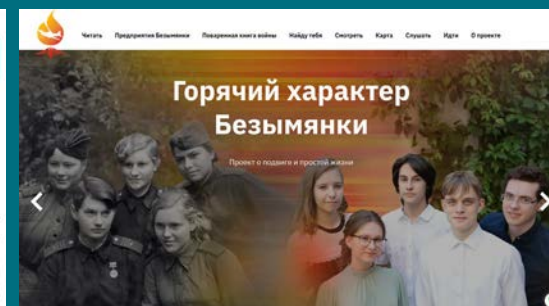 Читать Предприятия Безымянки Поваренная книга войны Найду тебя Смотреть Карта Слушать Идти О проекте
Горячий характер
Безымянки
Проект о подвиге и простой жизни